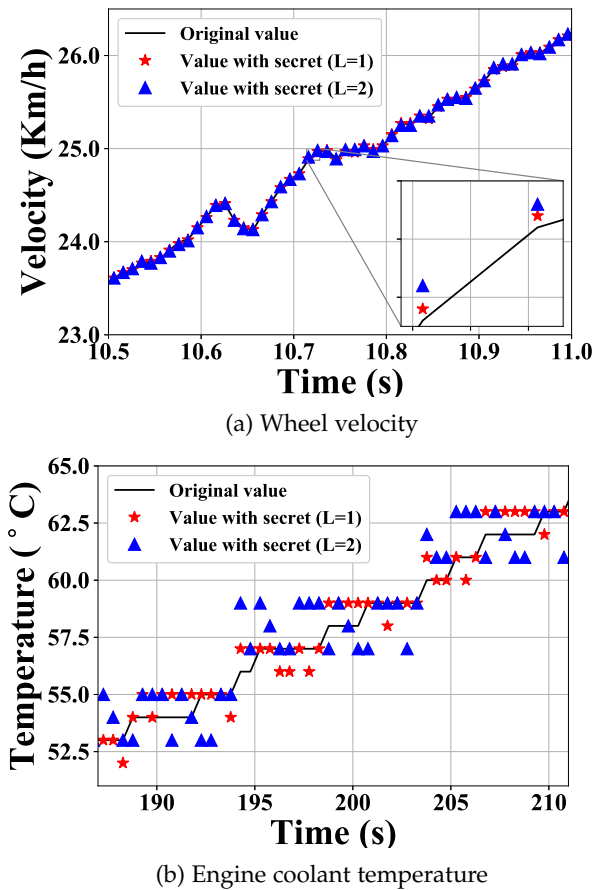 Original value
Value with secret (L=1)
Value with secret (L=2)
26.0
25.0
24.0
23.0
Velocity (Km/h)
10.5 10.6 10.7 10.8 10.9 11.0
Time (s)
(a) Wheel velocity
Original value
Value with secret (L=1)
Value with secret (L=2)
65.0
62.5
60.0
57.5
55.0
52.5
Temperature (°C)
190 195 200 205 210
Time (s)
(b) Engine coolant temperature